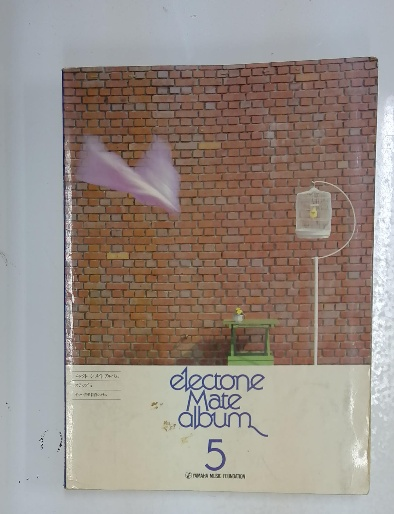 electone
Mate
album
5
YAMAHA MUSIC FOUNDATION